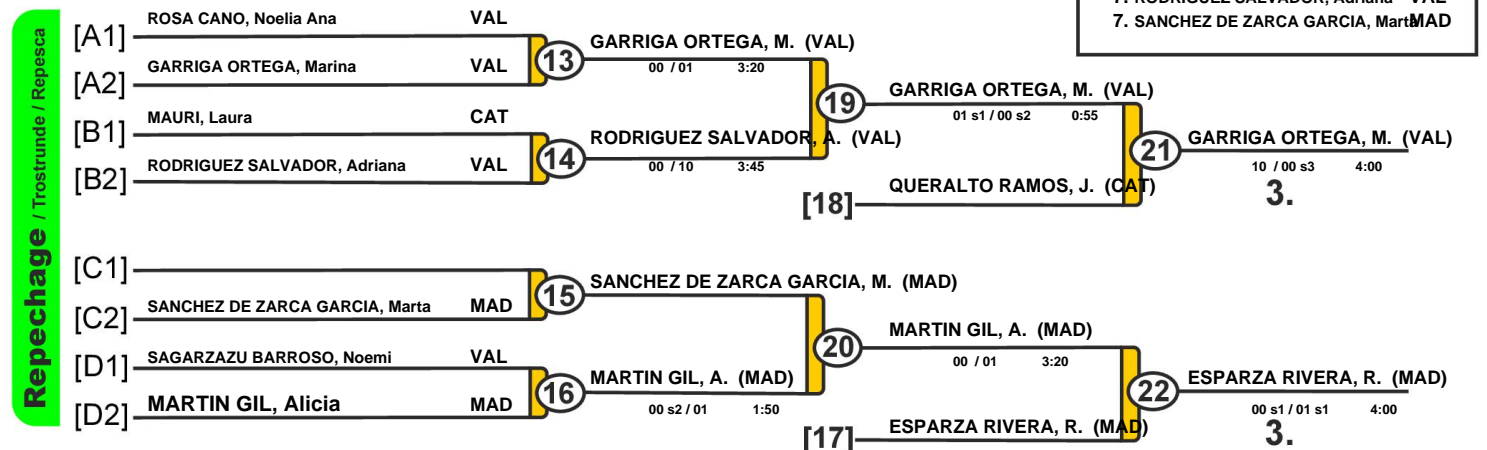 7. RODRIGUEZ SALVADOR, Adriana VAL
7. SANCHEZ DE ZARCA GARCIA, Marta MAD
Repechage / Trostrunde / Repesca
[A1] ROSA CANO, Noelia Ana VAL
[A2] GARRIGA ORTEGA, Marina VAL
13 GARRIGA ORTEGA, M. (VAL)
00 / 01 3:20
[B1] MAURI, Laura CAT
[B2] RODRIGUEZ SALVADOR, Adriana VAL
14 RODRIGUEZ SALVADOR, A. (VAL)
00 / 10 3:45
19 GARRIGA ORTEGA, M. (VAL)
01 s1 / 00 s2 0:55
[18] QUERALTO RAMOS, J. (CAT)
21 GARRIGA ORTEGA, M. (VAL)
10 / 00 s3 4:00
3.
[C1]
[C2] SANCHEZ DE ZARCA GARCIA, Marta MAD
15 SANCHEZ DE ZARCA GARCIA, M. (MAD)
[D1] SAGARZAZU BARROSO, Noemi VAL
[D2] MARTIN GIL, Alicia MAD
16 MARTIN GIL, A. (MAD)
00 s2 / 01 1:50
20 MARTIN GIL, A. (MAD)
00 / 01 3:20
[17] ESPARZA RIVERA, R. (MAD)
22 ESPARZA RIVERA, R. (MAD)
00 s1 / 01 s1 4:00
3.